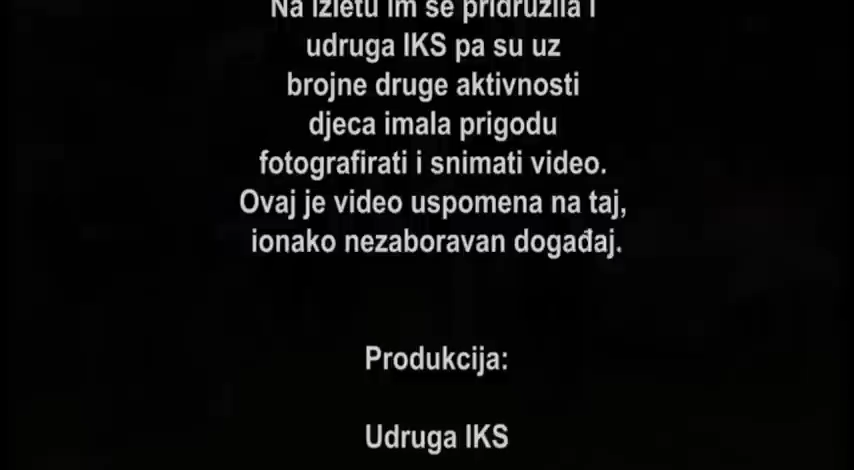 Na izletu im se pridružila i
udruga IKS pa su uz
brojne druge aktivnosti
djeca imala prigodu
fotografirati i snimati video.
Ovaj je video uspomena na taj,
ionako nezaboravan događaj.
Produkcija:
Udruga IKS